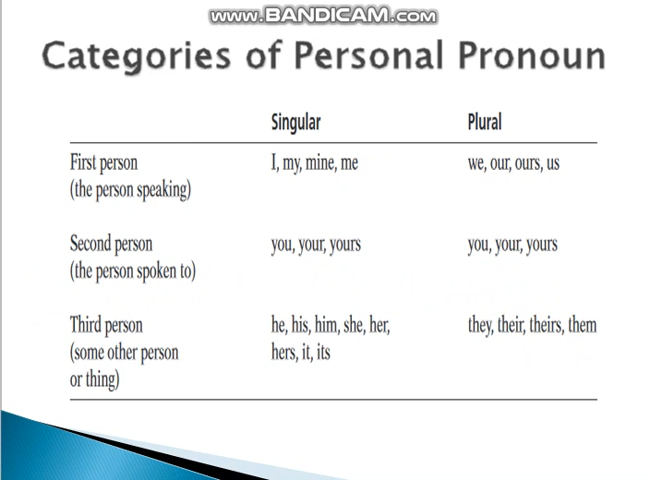 www.BANDICAM.com
Categories of Personal Pronoun
Singular Plural
First person I, my, mine, me we, our, ours, us
(the person speaking)
Second person you, your, yours you, your, yours
(the person spoken to)
Third person he, his, him, she, her, they, their, theirs, them
(some other person hers, it, its
or thing)